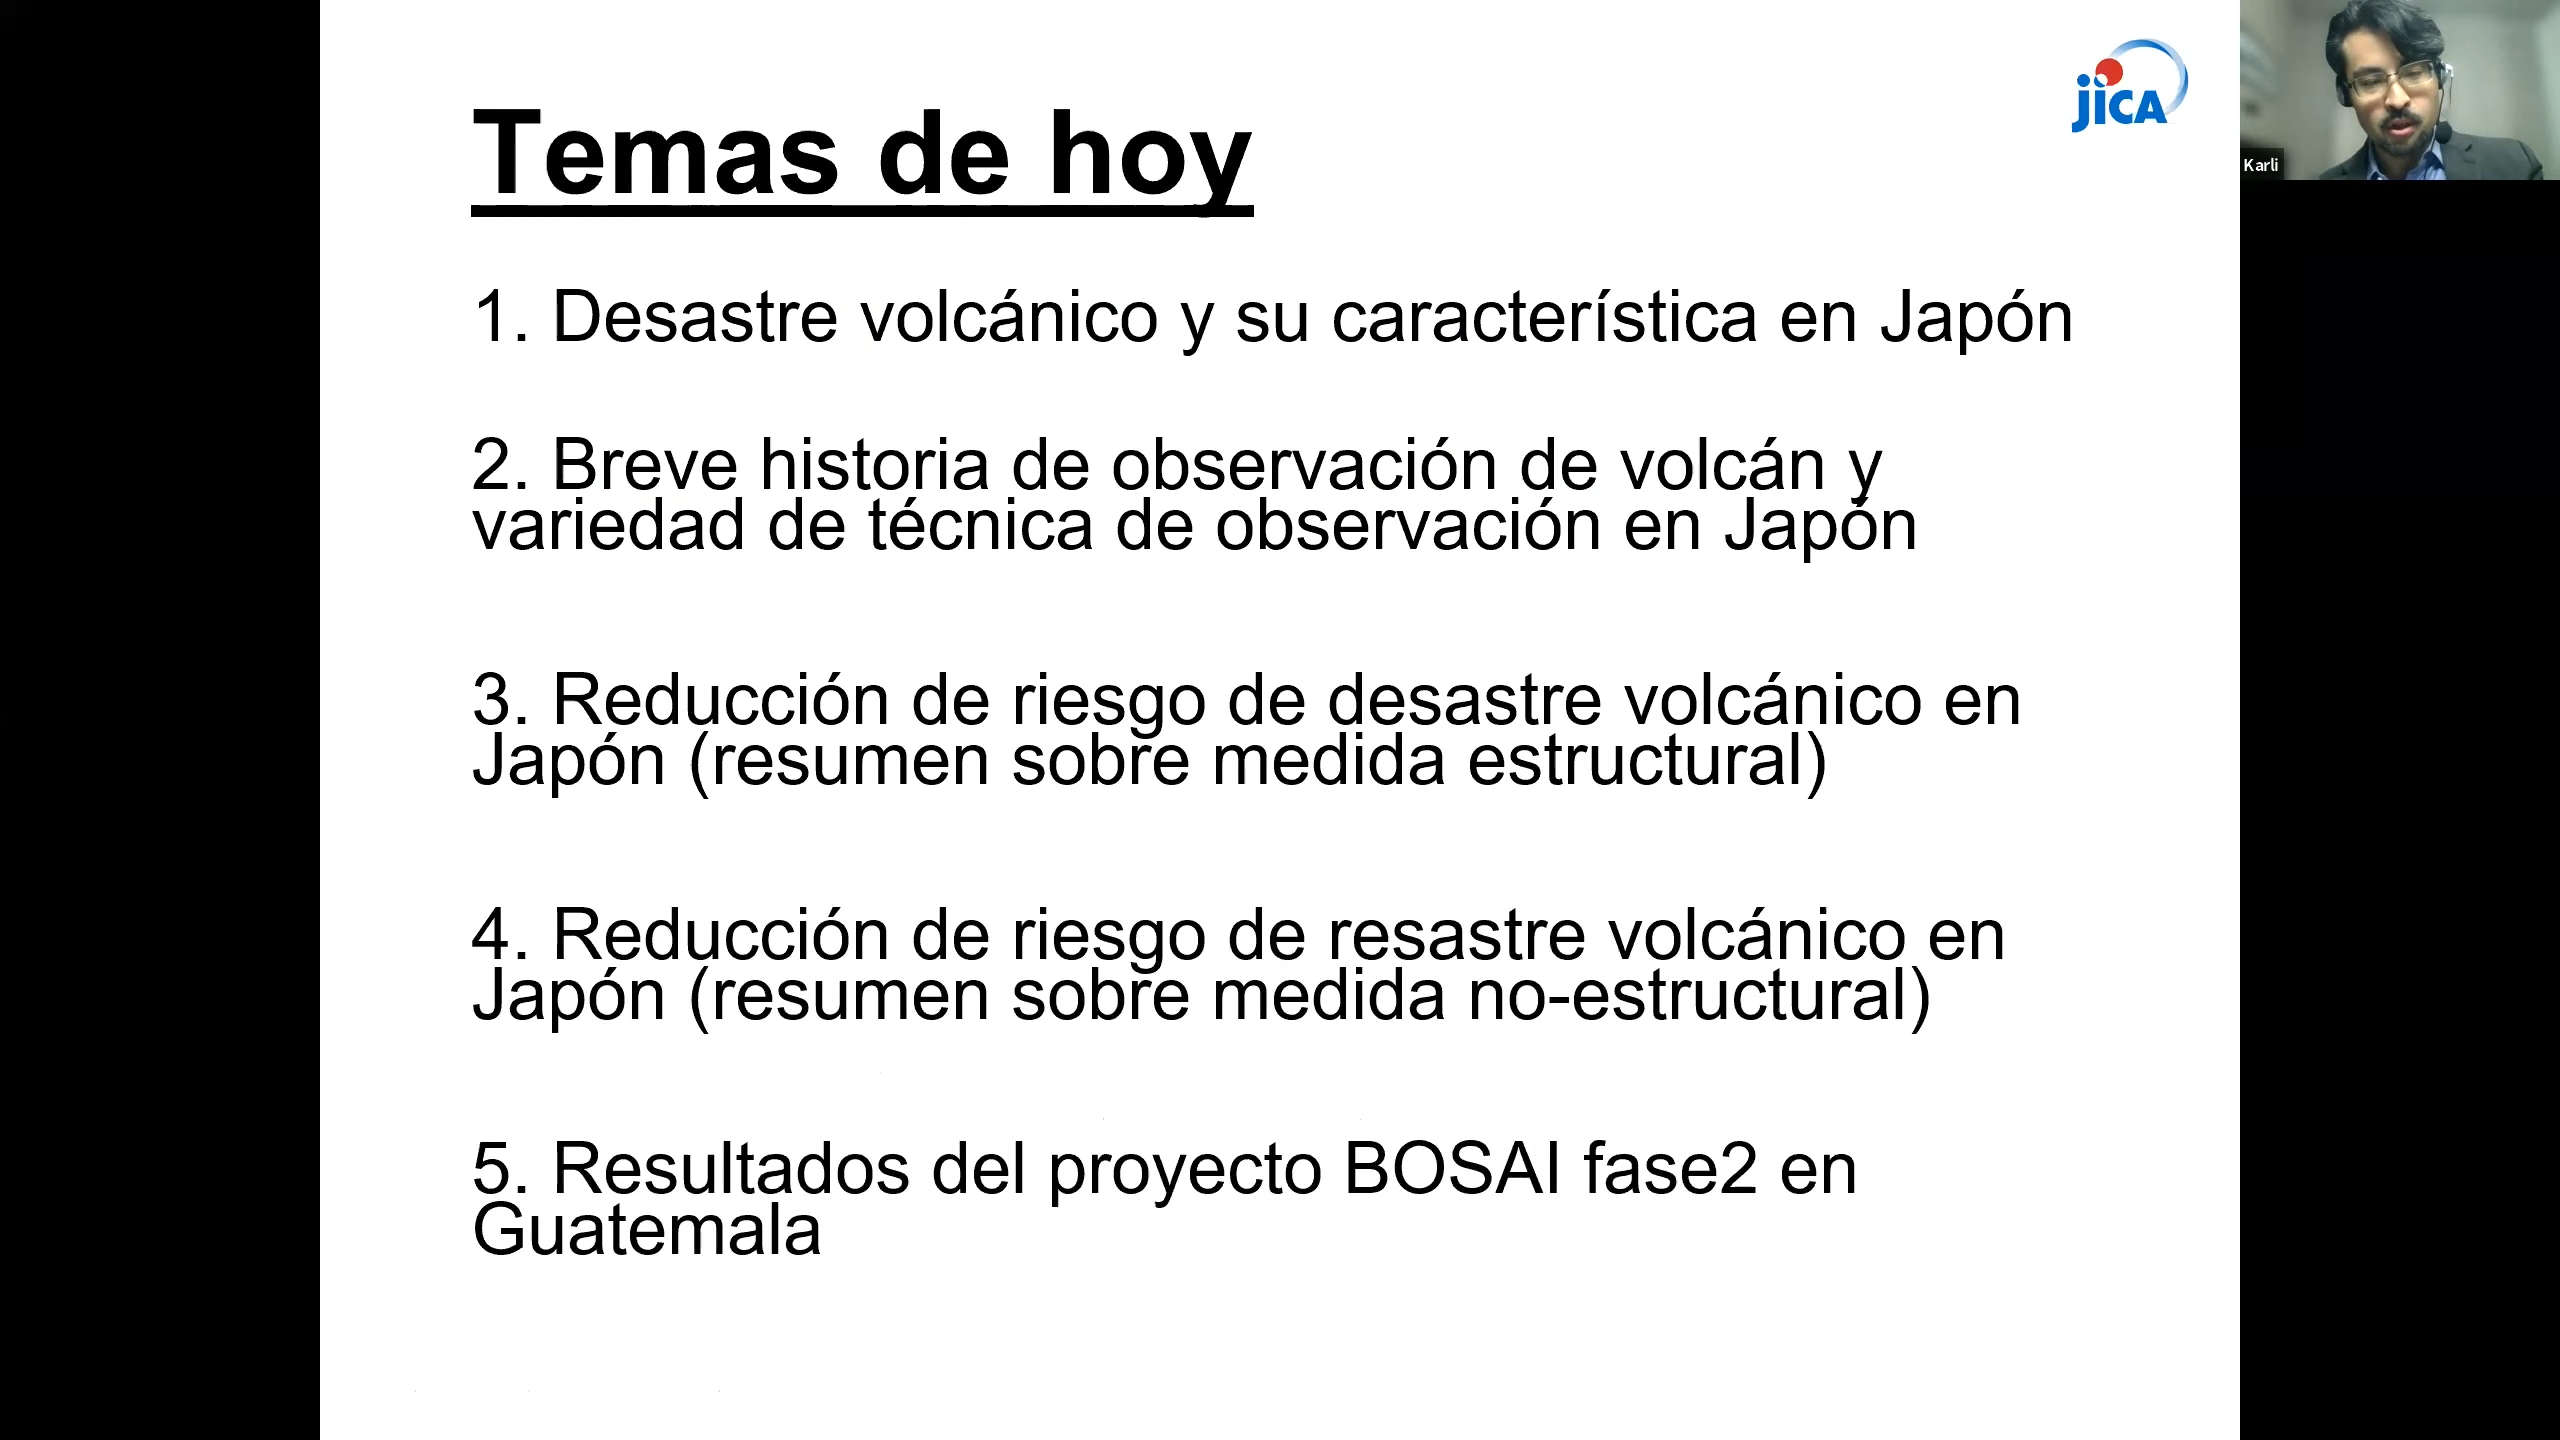 Temas de hoy
jica
Karli
1. Desastre volcánico y su característica en Japón
2. Breve historia de observación de volcán y
variedad de técnica de observación en Japón
3. Reducción de riesgo de desastre volcánico en
Japón (resumen sobre medida estructural)
4. Reducción de riesgo de resastre volcánico en
Japón (resumen sobre medida no-estructural)
5. Resultados del proyecto BOSAI fase2 en
Guatemala